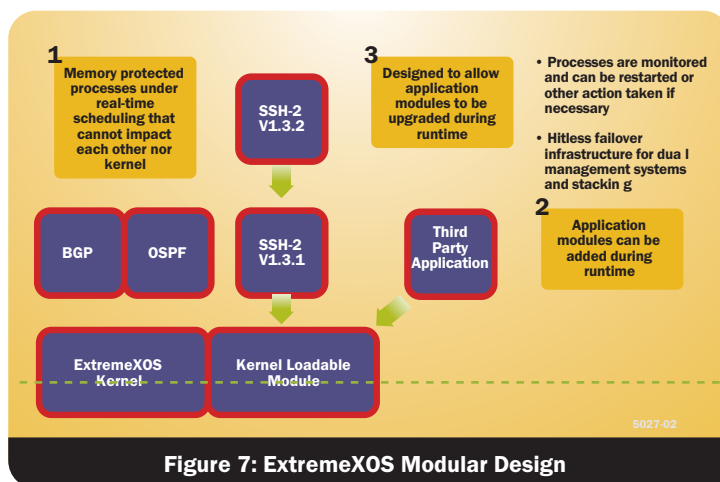 1
Memory protected
processes under
real-time
scheduling that
cannot impact
each other nor
kernel
SSH-2
V1.3.2
3
Designed to allow
application
modules to be
upgraded during
runtime
• Processes are monitored
and can be restarted or
other action taken if
necessary
• Hitless failover
infrastructure for dua l
management systems
and stackin g
2
Application
modules can be
added during
runtime
BGP
OSPF
SSH-2
V1.3.1
Third
Party
Application
ExtremeXOS
Kernel
Kernel Loadable
Module
5027-02
Figure 7: ExtremeXOS Modular Design